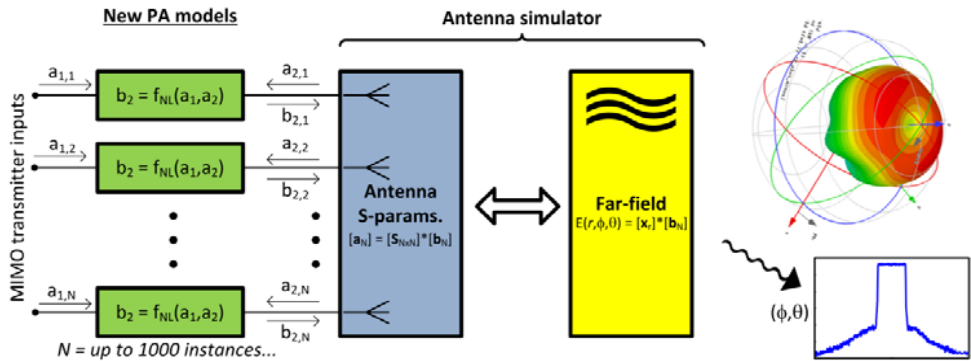 New PA models
Antenna simulator
MIMO transmitter inputs
a1,1
b2 = fNL(a1,a2)
a2,1
b2,1
a1,2
b2 = fNL(a1,a2)
a2,2
b2,2
a1,N
b2 = fNL(a1,a2)
a2,N
b2,N
N = up to 1000 instances...
Antenna
S-params.
[aN] = [SNxN]*[bN]
Far-field
E(r,ϕ,θ) = [xr]*[bN]
(ϕ,θ)